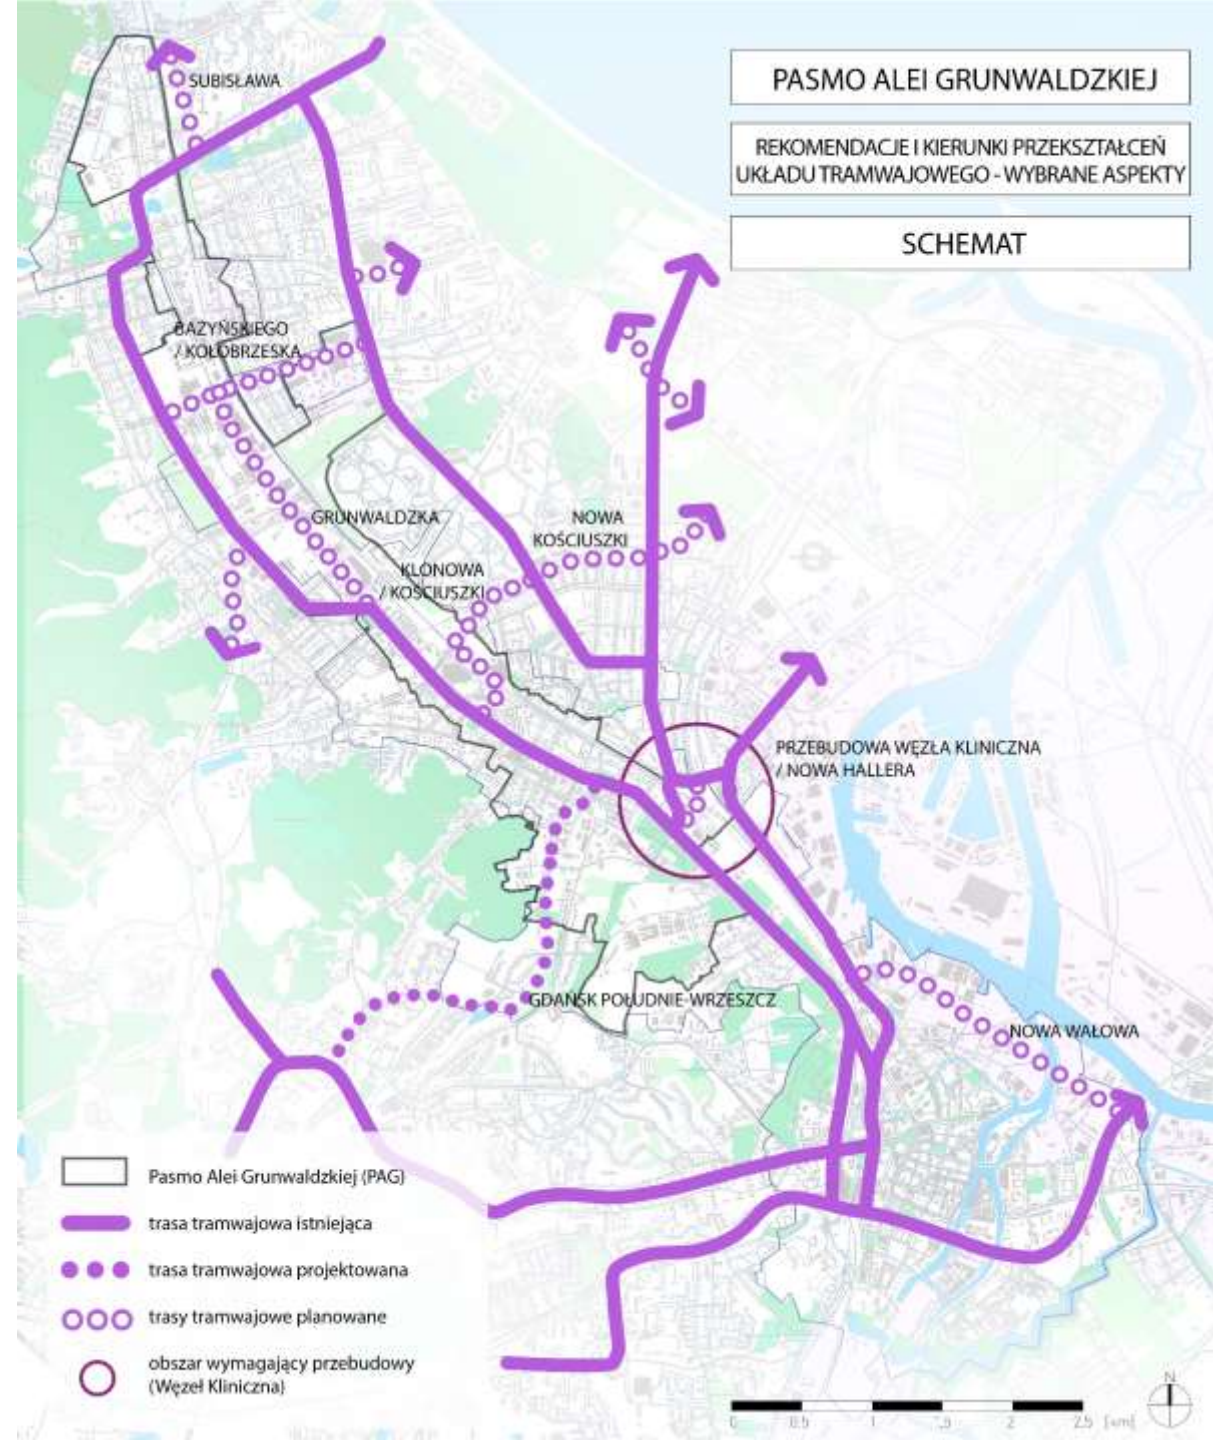 PASMO ALEI GRUNWALDZKIEJ
REKOMENDACJE I KIERUNKI PRZEKSZTAŁCEŃ
UKŁADU TRAMWAJOWEGO - WYBRANE ASPEKTY
SCHEMAT
SUBISŁAWA
BAŻYŃSKIEGO
/ KOŁOBRZESKA
GRUNWALDZKA
NOWA
KOŚCIUSZKI
KLONOWA
/ KOŚCIUSZKI
PRZEBUDOWA WĘZŁA KLINICZNA
/ NOWA HALLERA
GDAŃSK POŁUDNIE-WRZESZCZ
NOWA WAŁOWA
Pasmo Alei Grunwaldzkiej (PAG)
trasa tramwajowa istniejąca
trasa tramwajowa projektowana
trasy tramwajowe planowane
obszar wymagający przebudowy
(Węzeł Kliniczna)
N
0 0.5 1 1.5 2 2.5 [km]